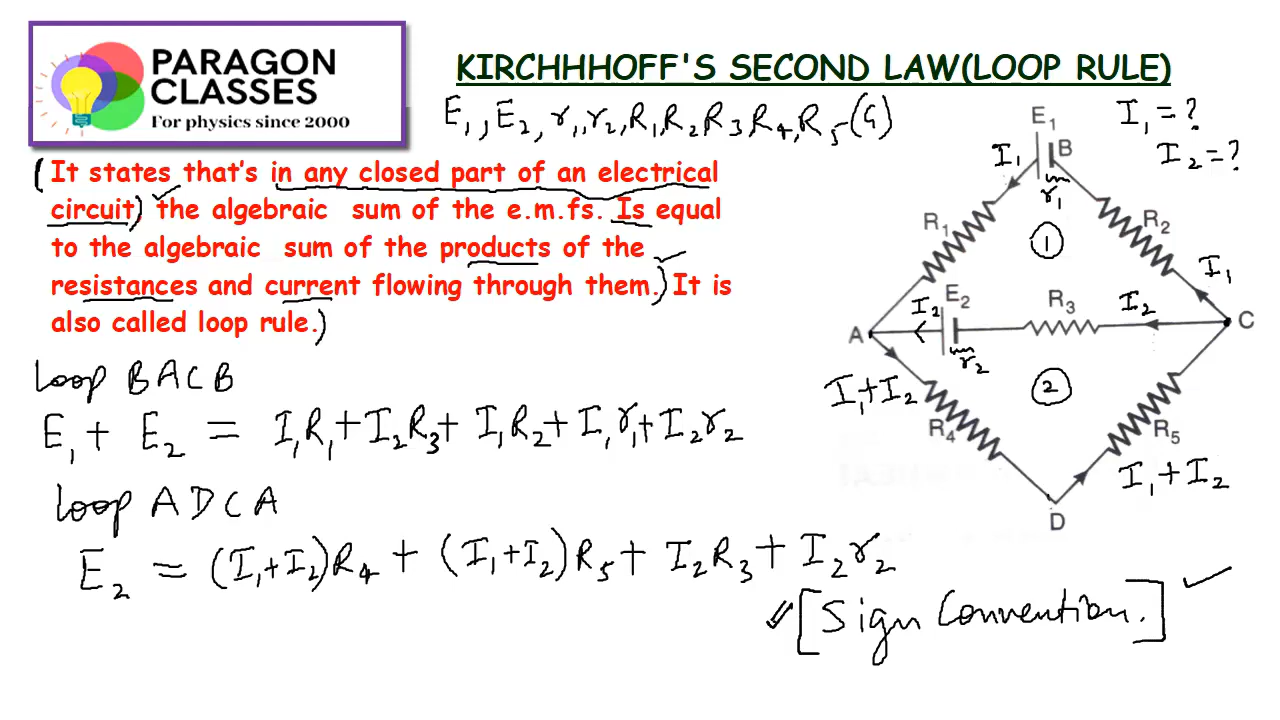 PARAGON
CLASSES
For physics since 2000
KIRCHHHOFF'S SECOND LAW(LOOP RULE)
E₁, E₂, r₁, r₂, R₁, R₂ R₃ R₄, R₅ (G)
(It states that's in any closed part of an electrical
circuit) the algebraic sum of the e.m.fs. Is equal
to the algebraic sum of the products of the
resistances and current flowing through them.) It is
also called loop rule.)
loop BACB
E₁ + E₂ = I₁R₁ + I₂R₃ + I₁R₂ + I₁r₁ + I₂r₂
loop ADCA
E₂ = (I₁+I₂)R₄ + (I₁+I₂)R₅ + I₂R₃ + I₂r₂
[Sign Convention.]
I₁ = ?
I₂ = ?
E₁
I₁
B
r₁
R₁
R₂
1
I₁
I₂
E₂
R₃
I₂
A
C
r₂
2
I₁+I₂
R₄
R₅
I₁+I₂
D